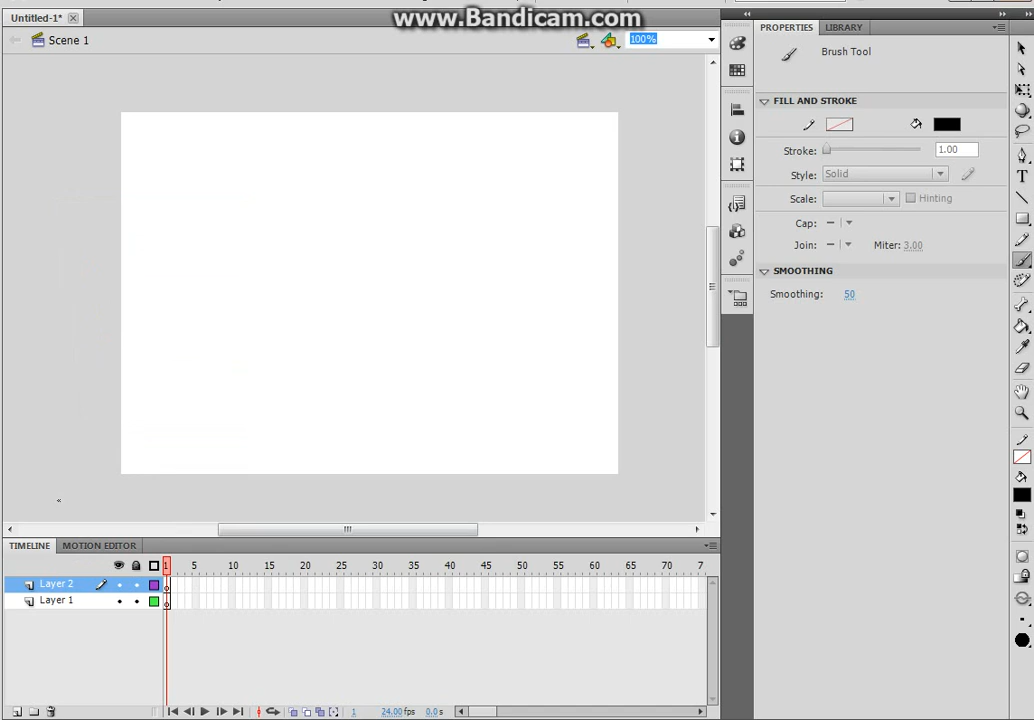 www.Bandicam.com
Untitled-1*
Scene 1
100%
PROPERTIES
LIBRARY
Brush Tool
FILL AND STROKE
Stroke:
1.00
Style:
Solid
Scale:
Hinting
Cap:
Join:
Miter: 3.00
SMOOTHING
Smoothing: 50
TIMELINE
MOTION EDITOR
1 5 10 15 20 25 30 35 40 45 50 55 60 65 70 7
Layer 2
Layer 1
1 24.00 fps 0.0 s